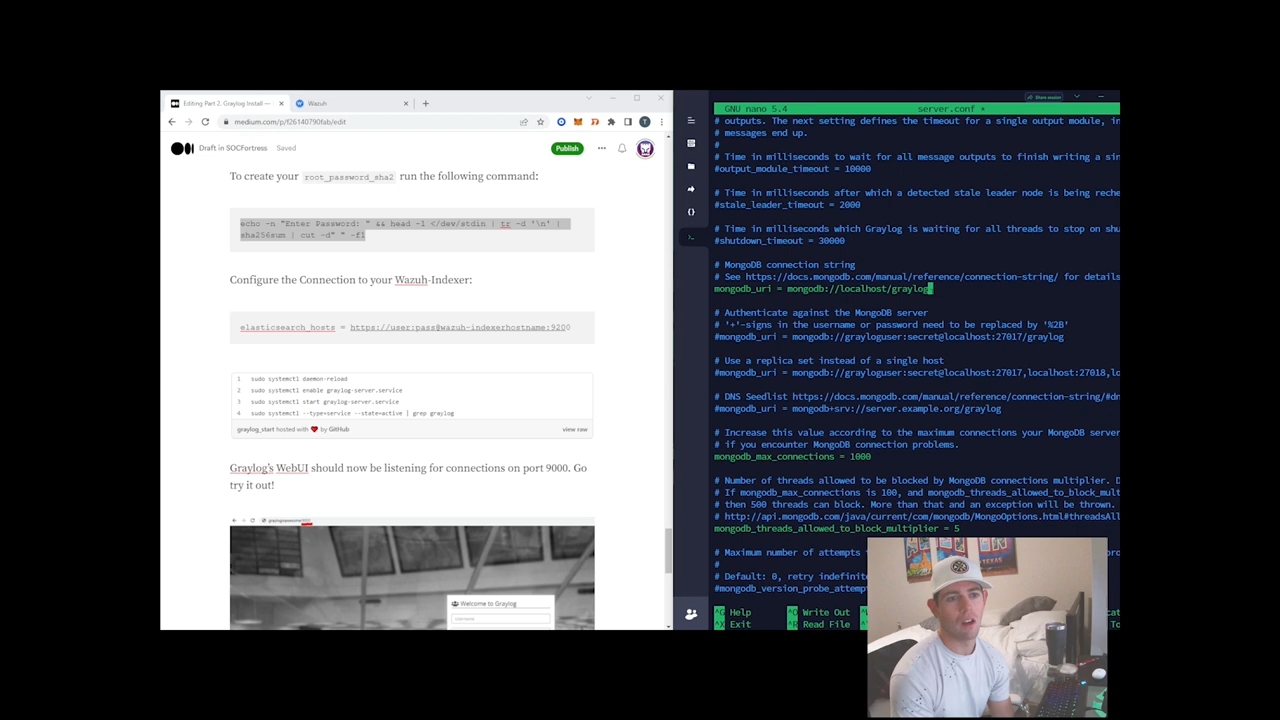 Editing Part 2. Graylog Install —
Wazuh
medium.com/p/f26140790fab/edit
Draft in SOCFortress
Saved
Publish
To create your root_password_sha2 run the following command:
echo -n "Enter Password: " && head -1 </dev/stdin | tr -d '\n' |
sha256sum | cut -d" " -f1
Configure the Connection to your Wazuh-Indexer:
elasticsearch_hosts = https://user:pass@wazuh-indexerhostname:9200
1 sudo systemctl daemon-reload
2 sudo systemctl enable graylog-server.service
3 sudo systemctl start graylog-server.service
4 sudo systemctl --type=service --state=active | grep graylog
graylog_start hosted with ❤ by GitHub
view raw
Graylog's WebUI should now be listening for connections on port 9000. Go
try it out!
Welcome to Graylog
Username
Share session
GNU nano 5.4
server.conf *
# outputs. The next setting defines the timeout for a single output module, in
# messages end up.
#
# Time in milliseconds to wait for all message outputs to finish writing a sin
#output_module_timeout = 10000
# Time in milliseconds after which a detected stale leader node is being reche
#stale_leader_timeout = 2000
# Time in milliseconds which Graylog is waiting for all threads to stop on shu
#shutdown_timeout = 30000
# MongoDB connection string
# See https://docs.mongodb.com/manual/reference/connection-string/ for details
mongodb_uri = mongodb://localhost/graylog
# Authenticate against the MongoDB server
# '+'-signs in the username or password need to be replaced by '%2B'
#mongodb_uri = mongodb://grayloguser:secret@localhost:27017/graylog
# Use a replica set instead of a single host
#mongodb_uri = mongodb://grayloguser:secret@localhost:27017,localhost:27018,lo
# DNS Seedlist https://docs.mongodb.com/manual/reference/connection-string/#dn
#mongodb_uri = mongodb+srv://server.example.org/graylog
# Increase this value according to the maximum connections your MongoDB server
# if you encounter MongoDB connection problems.
mongodb_max_connections = 1000
# Number of threads allowed to be blocked by MongoDB connections multiplier. D
# If mongodb_max_connections is 100, and mongodb_threads_allowed_to_block_mult
# then 500 threads can block. More than that and an exception will be thrown.
# http://api.mongodb.com/java/current/com/mongodb/MongoOptions.html#threadsAll
mongodb_threads_allowed_to_block_multiplier = 5
# Maximum number of attempts
#
# Default: 0, retry indefinit
#mongodb_version_probe_attemp
^G Help
^O Write Out
^X Exit
^R Read File